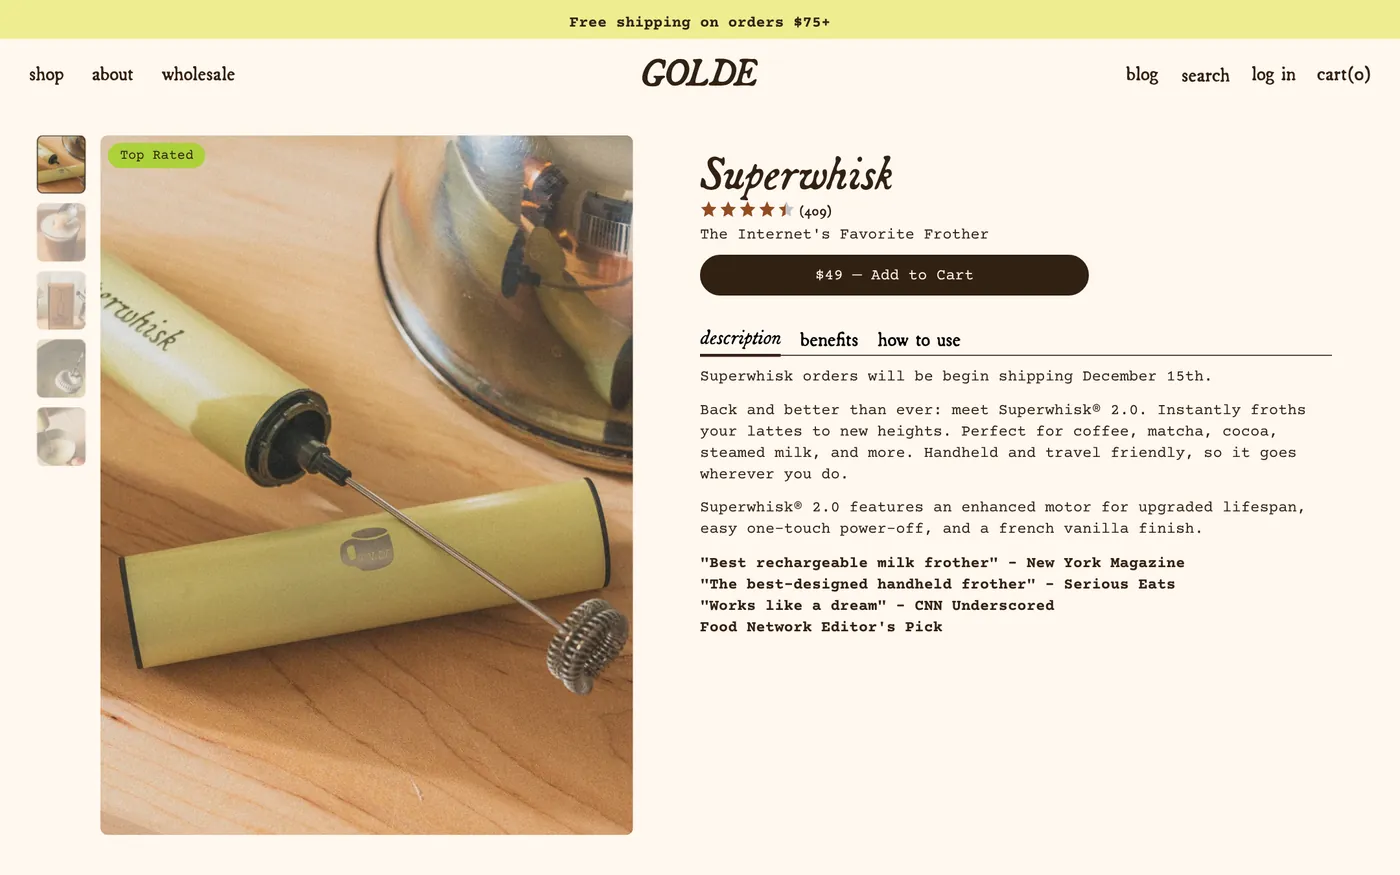 Free shipping on orders $75+
shop about wholesale
GOLDE
blog search log in cart(0)
Top Rated
Superwhisk
Superwhisk
(409)
The Internet's Favorite Frother
$49 — Add to Cart
description benefits how to use
Superwhisk orders will be begin shipping December 15th.
Back and better than ever: meet Superwhisk® 2.0. Instantly froths
your lattes to new heights. Perfect for coffee, matcha, cocoa,
steamed milk, and more. Handheld and travel friendly, so it goes
wherever you do.
Superwhisk® 2.0 features an enhanced motor for upgraded lifespan,
easy one-touch power-off, and a french vanilla finish.
"Best rechargeable milk frother" - New York Magazine
"The best-designed handheld frother" - Serious Eats
"Works like a dream" - CNN Underscored
Food Network Editor's Pick